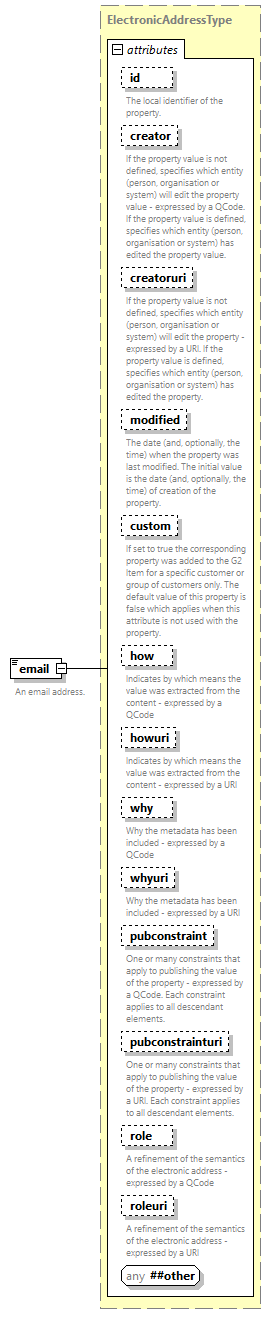 ElectronicAddressType
attributes
id
The local identifier of the
property.
creator
If the property value is not
defined, specifies which entity
(person, organisation or
system) will edit the property
value - expressed by a QCode.
If the property value is defined,
specifies which entity (person,
organisation or system) has
edited the property value.
creatoruri
If the property value is not
defined, specifies which entity
(person, organisation or
system) will edit the property -
expressed by a URI. If the
property value is defined,
specifies which entity (person,
organisation or system) has
edited the property.
modified
The date (and, optionally, the
time) when the property was
last modified. The initial value
is the date (and, optionally, the
time) of creation of the
property.
custom
If set to true the corresponding
property was added to the G2
Item for a specific customer or
group of customers only. The
default value of this property is
false which applies when this
attribute is not used with the
property.
how
Indicates by which means the
value was extracted from the
content - expressed by a
QCode
email
An email address.
howuri
Indicates by which means the
value was extracted from the
content - expressed by a URI
why
Why the metadata has been
included - expressed by a
QCode
whyuri
Why the metadata has been
included - expressed by a URI
pubconstraint
One or many constraints that
apply to publishing the value
of the property - expressed by
a QCode. Each constraint
applies to all descendant
elements.
pubconstrainturi
One or many constraints that
apply to publishing the value
of the property - expressed by
a URI. Each constraint applies
to all descendant elements.
role
A refinement of the semantics
of the electronic address -
expressed by a QCode
roleuri
A refinement of the semantics
of the electronic address -
expressed by a URI
any ##other